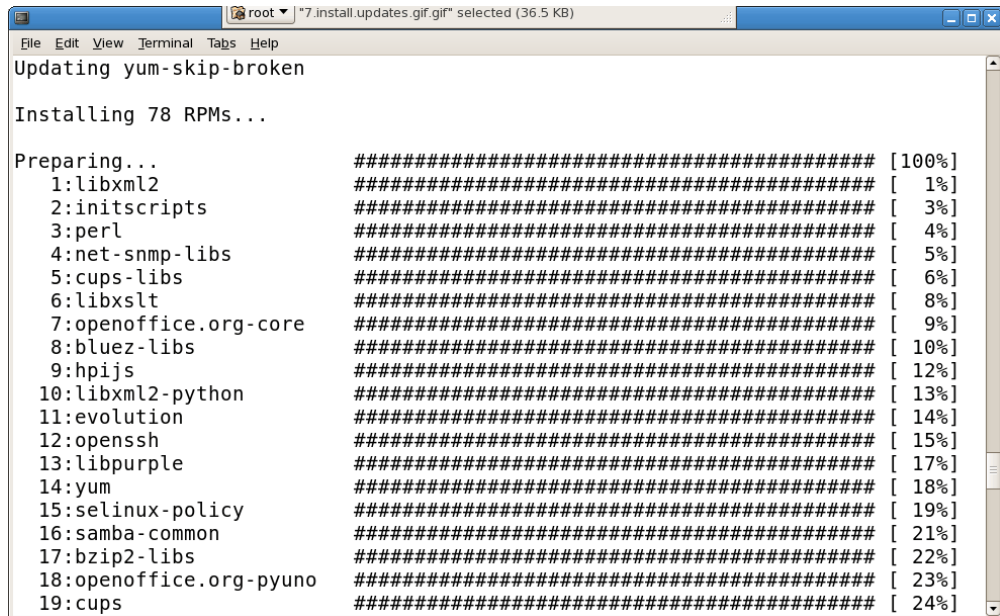 root "7.install.updates.gif.gif" selected (36.5 KB)
File Edit View Terminal Tabs Help
Updating yum-skip-broken
Installing 78 RPMs...
Preparing... ########################################### [100%]
1:libxml2 ########################################### [ 1%]
2:initscripts ########################################### [ 3%]
3:perl ########################################### [ 4%]
4:net-snmp-libs ########################################### [ 5%]
5:cups-libs ########################################### [ 6%]
6:libxslt ########################################### [ 8%]
7:openoffice.org-core ########################################### [ 9%]
8:bluez-libs ########################################### [ 10%]
9:hpijs ########################################### [ 12%]
10:libxml2-python ########################################### [ 13%]
11:evolution ########################################### [ 14%]
12:openssh ########################################### [ 15%]
13:libpurple ########################################### [ 17%]
14:yum ########################################### [ 18%]
15:selinux-policy ########################################### [ 19%]
16:samba-common ########################################### [ 21%]
17:bzip2-libs ########################################### [ 22%]
18:openoffice.org-pyuno ########################################### [ 23%]
19:cups ########################################### [ 24%]